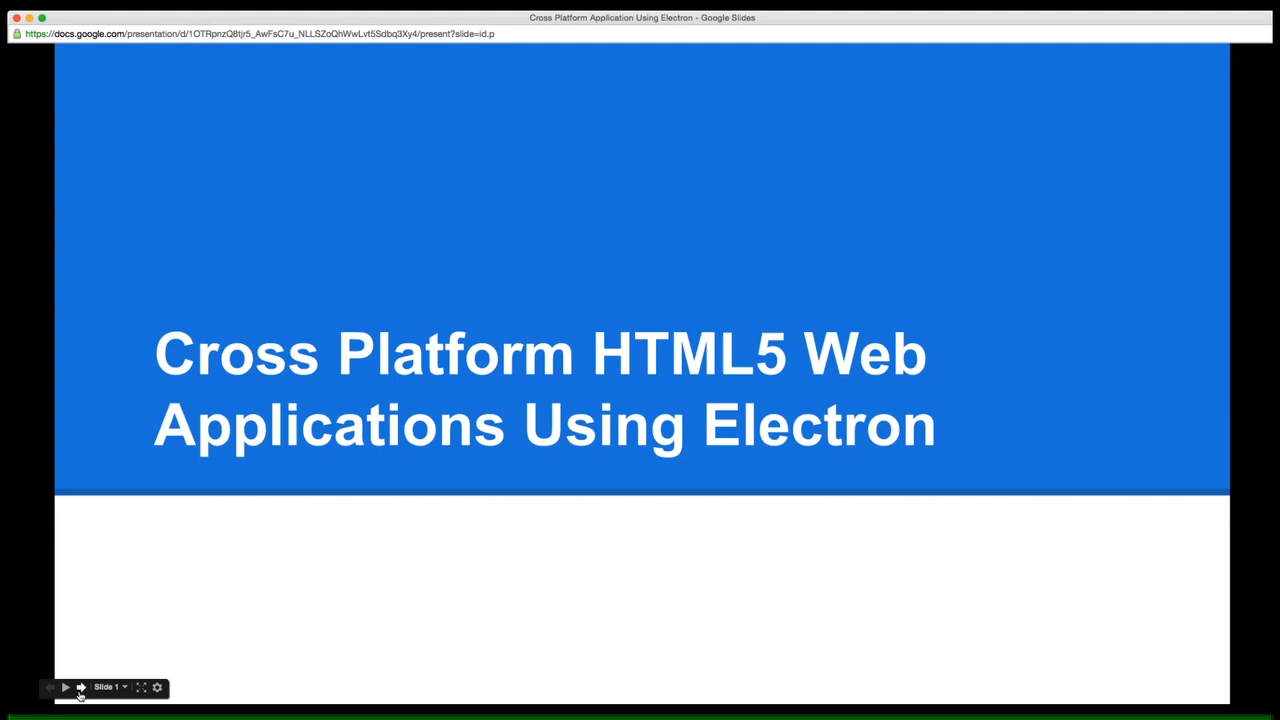 Cross Platform Application Using Electron - Google Slides
https://docs.google.com/presentation/d/1OTRpnzQ8tjr5_AwFsC7u_NLLSZoQhWwLvt5Sdbq3Xy4/present?slide=id.p
Cross Platform HTML5 Web
Applications Using Electron
Slide 1